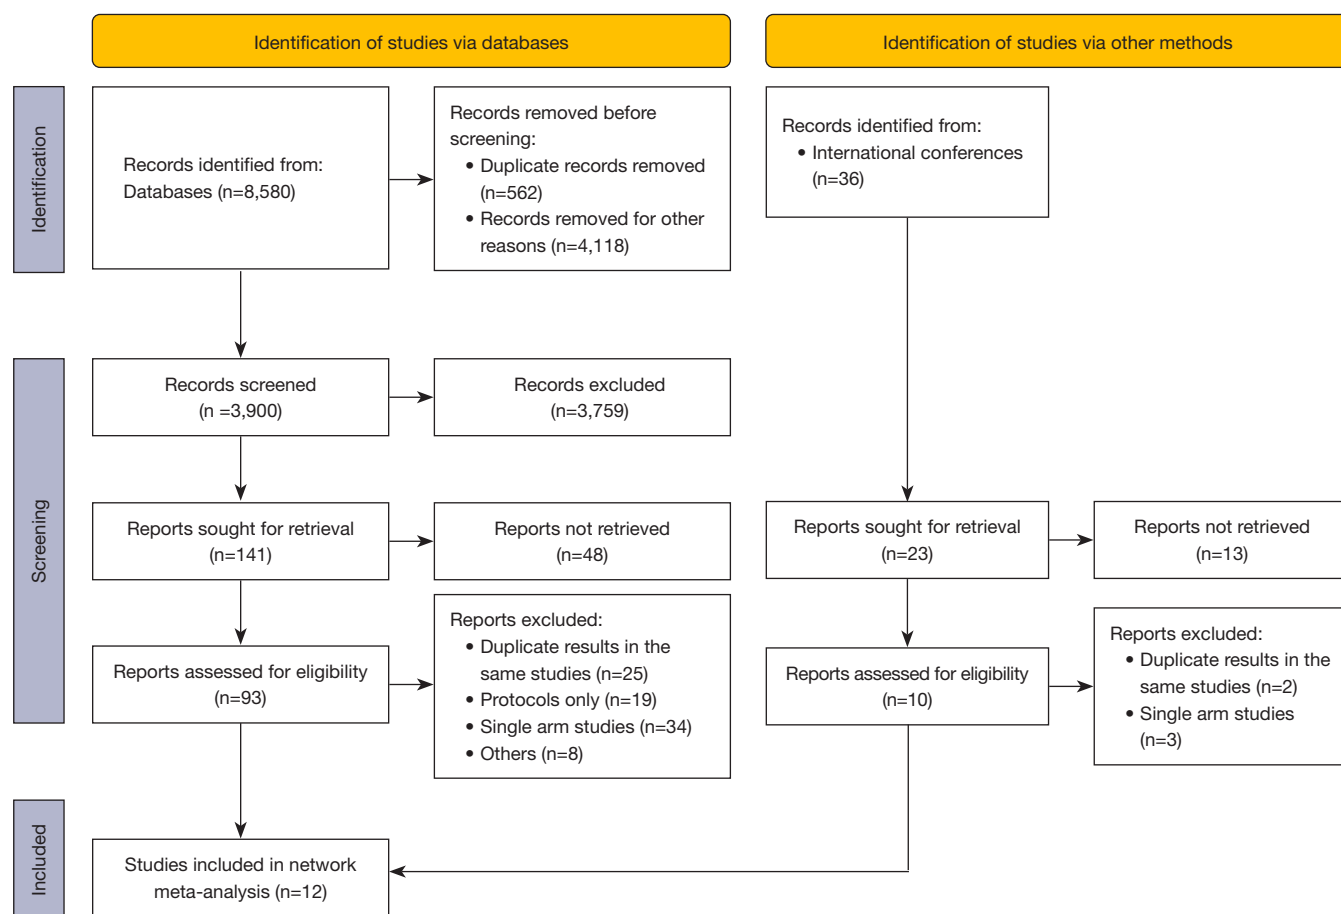 Identification of studies via databases
Identification of studies via other methods
Identification
Records identified from:
Databases (n=8,580)
Records removed before
screening:
• Duplicate records removed
(n=562)
• Records removed for other
reasons (n=4,118)
Records identified from:
• International conferences
(n=36)
Screening
Records screened
(n =3,900)
Records excluded
(n=3,759)
Reports sought for retrieval
(n=141)
Reports not retrieved
(n=48)
Reports sought for retrieval
(n=23)
Reports not retrieved
(n=13)
Reports assessed for eligibility
(n=93)
Reports excluded:
• Duplicate results in the
same studies (n=25)
• Protocols only (n=19)
• Single arm studies (n=34)
• Others (n=8)
Reports assessed for eligibility
(n=10)
Reports excluded:
• Duplicate results in the
same studies (n=2)
• Single arm studies
(n=3)
Included
Studies included in network
meta-analysis (n=12)